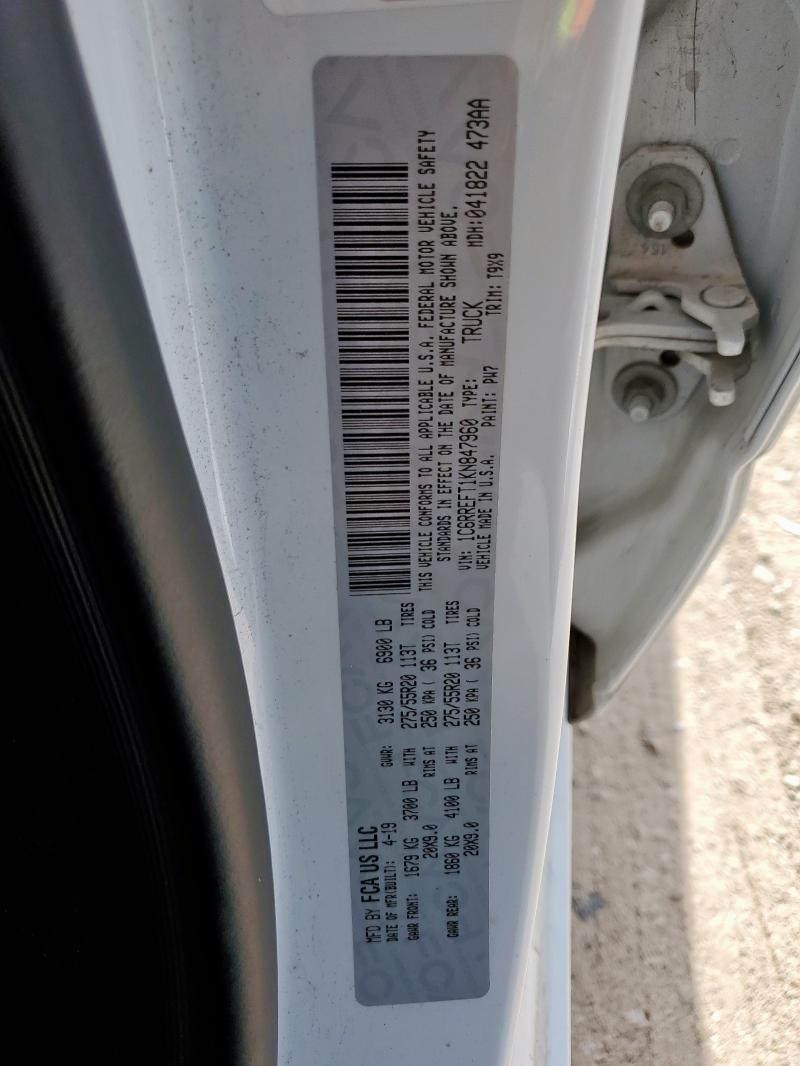 MFD BY FCA US LLC
DATE OF MFR(BUILT): 4-19 GVWR: 3130 KG 6900 LB
GAWR FRONT: 1679 KG 3700 LB WITH 275/55R20 113T TIRES
20X9.0 RIMS AT 250 KPA ( 36 PSI) COLD
GAWR REAR: 1860 KG 4100 LB WITH 275/55R20 113T TIRES
20X9.0 RIMS AT 250 KPA ( 36 PSI) COLD
THIS VEHICLE CONFORMS TO ALL APPLICABLE U.S.A. FEDERAL MOTOR VEHICLE SAFETY
STANDARDS IN EFFECT ON THE DATE OF MANUFACTURE SHOWN ABOVE.
VIN: 1C6RREFT1KN847960 TYPE: TRUCK MDH:041822 473AA
VEHICLE MADE IN U.S.A. PAINT: PW7 TRIM: T9X9
154